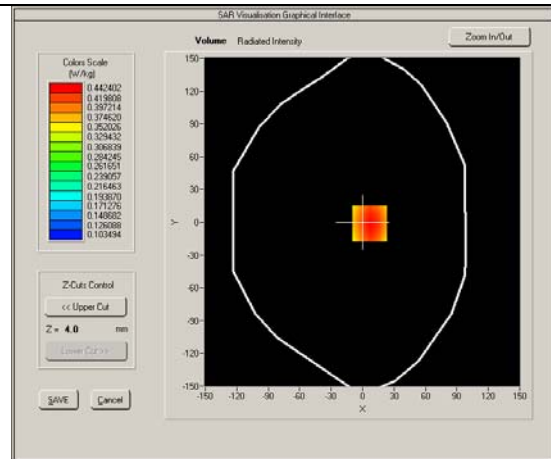 SAR Visualisation Graphical Interface
Volume Radiated Intensity
Zoom In/Out
Colors Scale
(W/kg)
0.442402
0.419808
0.397214
0.374620
0.352026
0.329432
0.306839
0.284245
0.261651
0.239057
0.216463
0.193870
0.171276
0.148682
0.126088
0.103494
Z-Cuts Control
<< Upper Cut
Z = 4.0 mm
Lower Cut >>
SAVE Cancel
150
120
90
60
30
0
-30
-60
-90
-120
-150
Y
-150 -120 -90 -60 -30 0 30 60 90 120 150
X